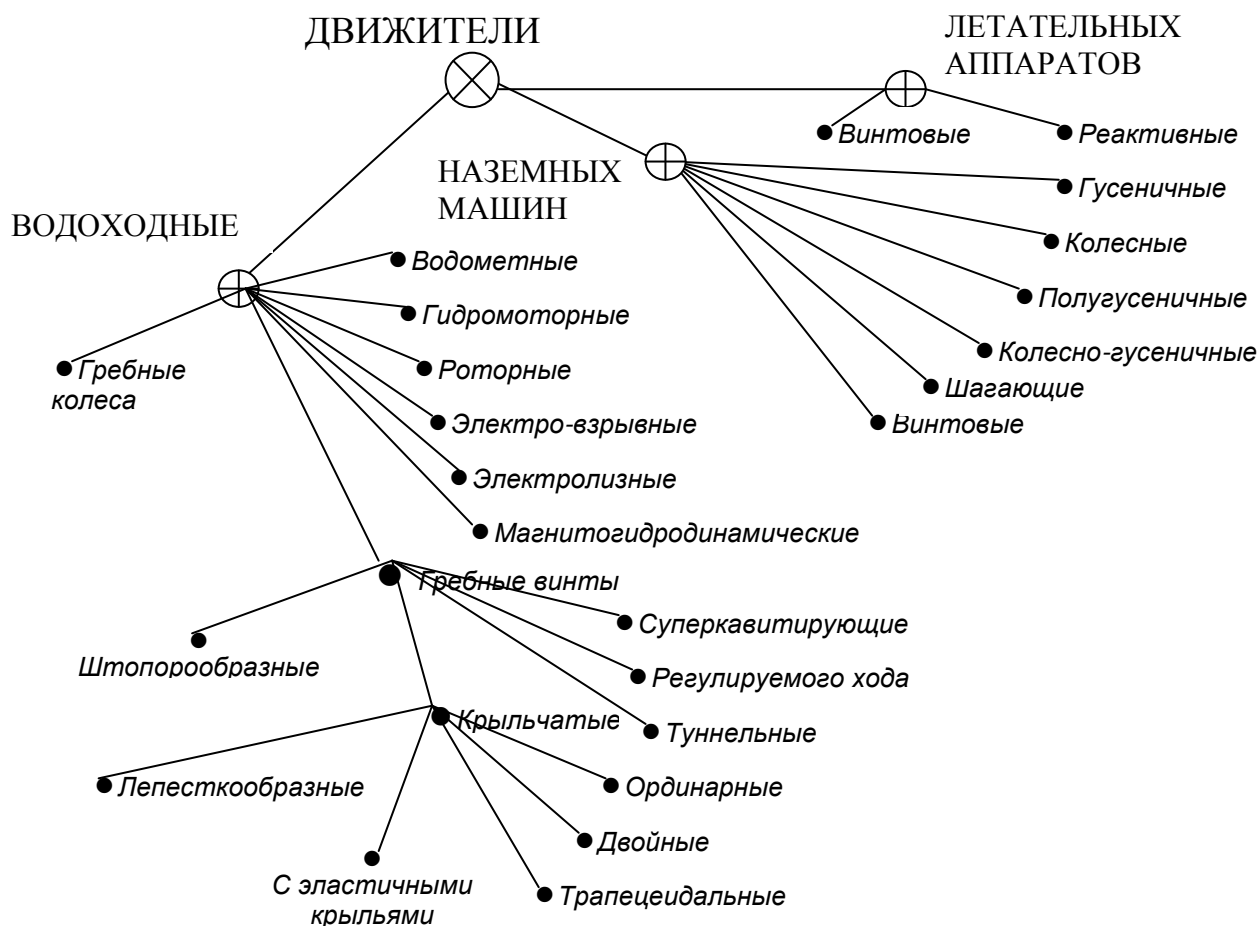 ДВИЖИТЕЛИ
ЛЕТАТЕЛЬНЫХ
АППАРАТОВ
Винтовые
Реактивные
НАЗЕМНЫХ
МАШИН
Гусеничные
Колесные
Полугусеничные
Колесно-гусеничные
Шагающие
Винтовые
ВОДОХОДНЫЕ
Водометные
Гидромоторные
Роторные
Гребные
колеса
Электро-взрывные
Электролизные
Магнитогидродинамические
Гребные винты
Суперкавитирующие
Штопорообразные
Регулируемого хода
Туннельные
Крыльчатые
Лепесткообразные
Ординарные
Двойные
С эластичными
крыльями
Трапецеидальные